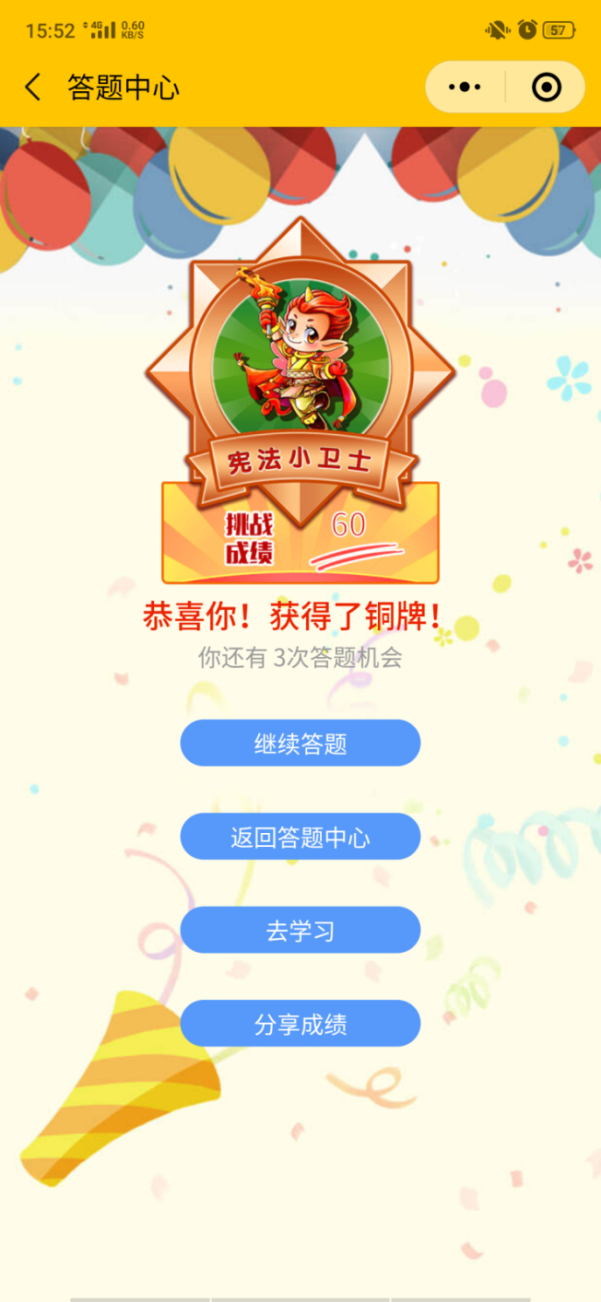 15:52 4G 0.60 KB/S 57
答题中心
宪法小卫士
挑战成绩 60
恭喜你！获得了铜牌！
你还有 3次答题机会
继续答题
返回答题中心
去学习
分享成绩